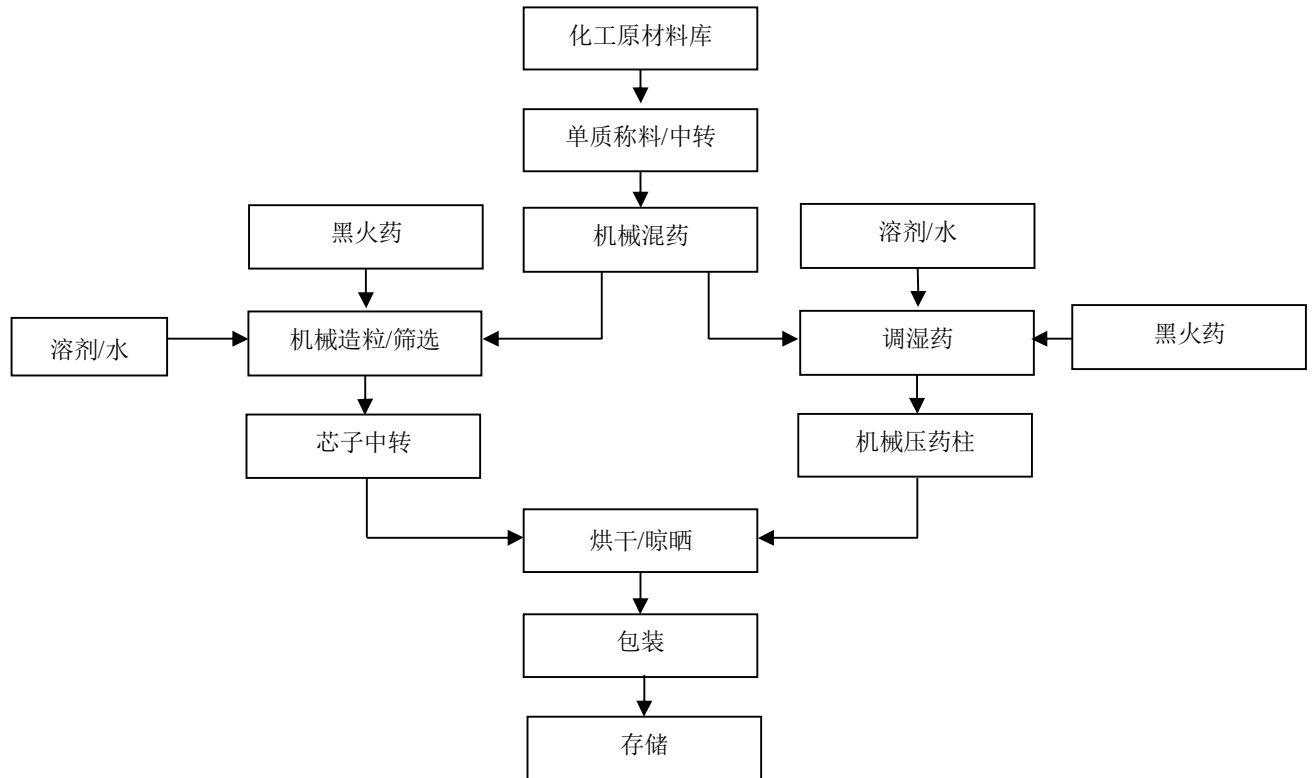 化工原材料库
单质称料/中转
机械混药
黑火药
溶剂/水
溶剂/水
机械造粒/筛选
调湿药
黑火药
芯子中转
机械压药柱
烘干/晾晒
包装
存储